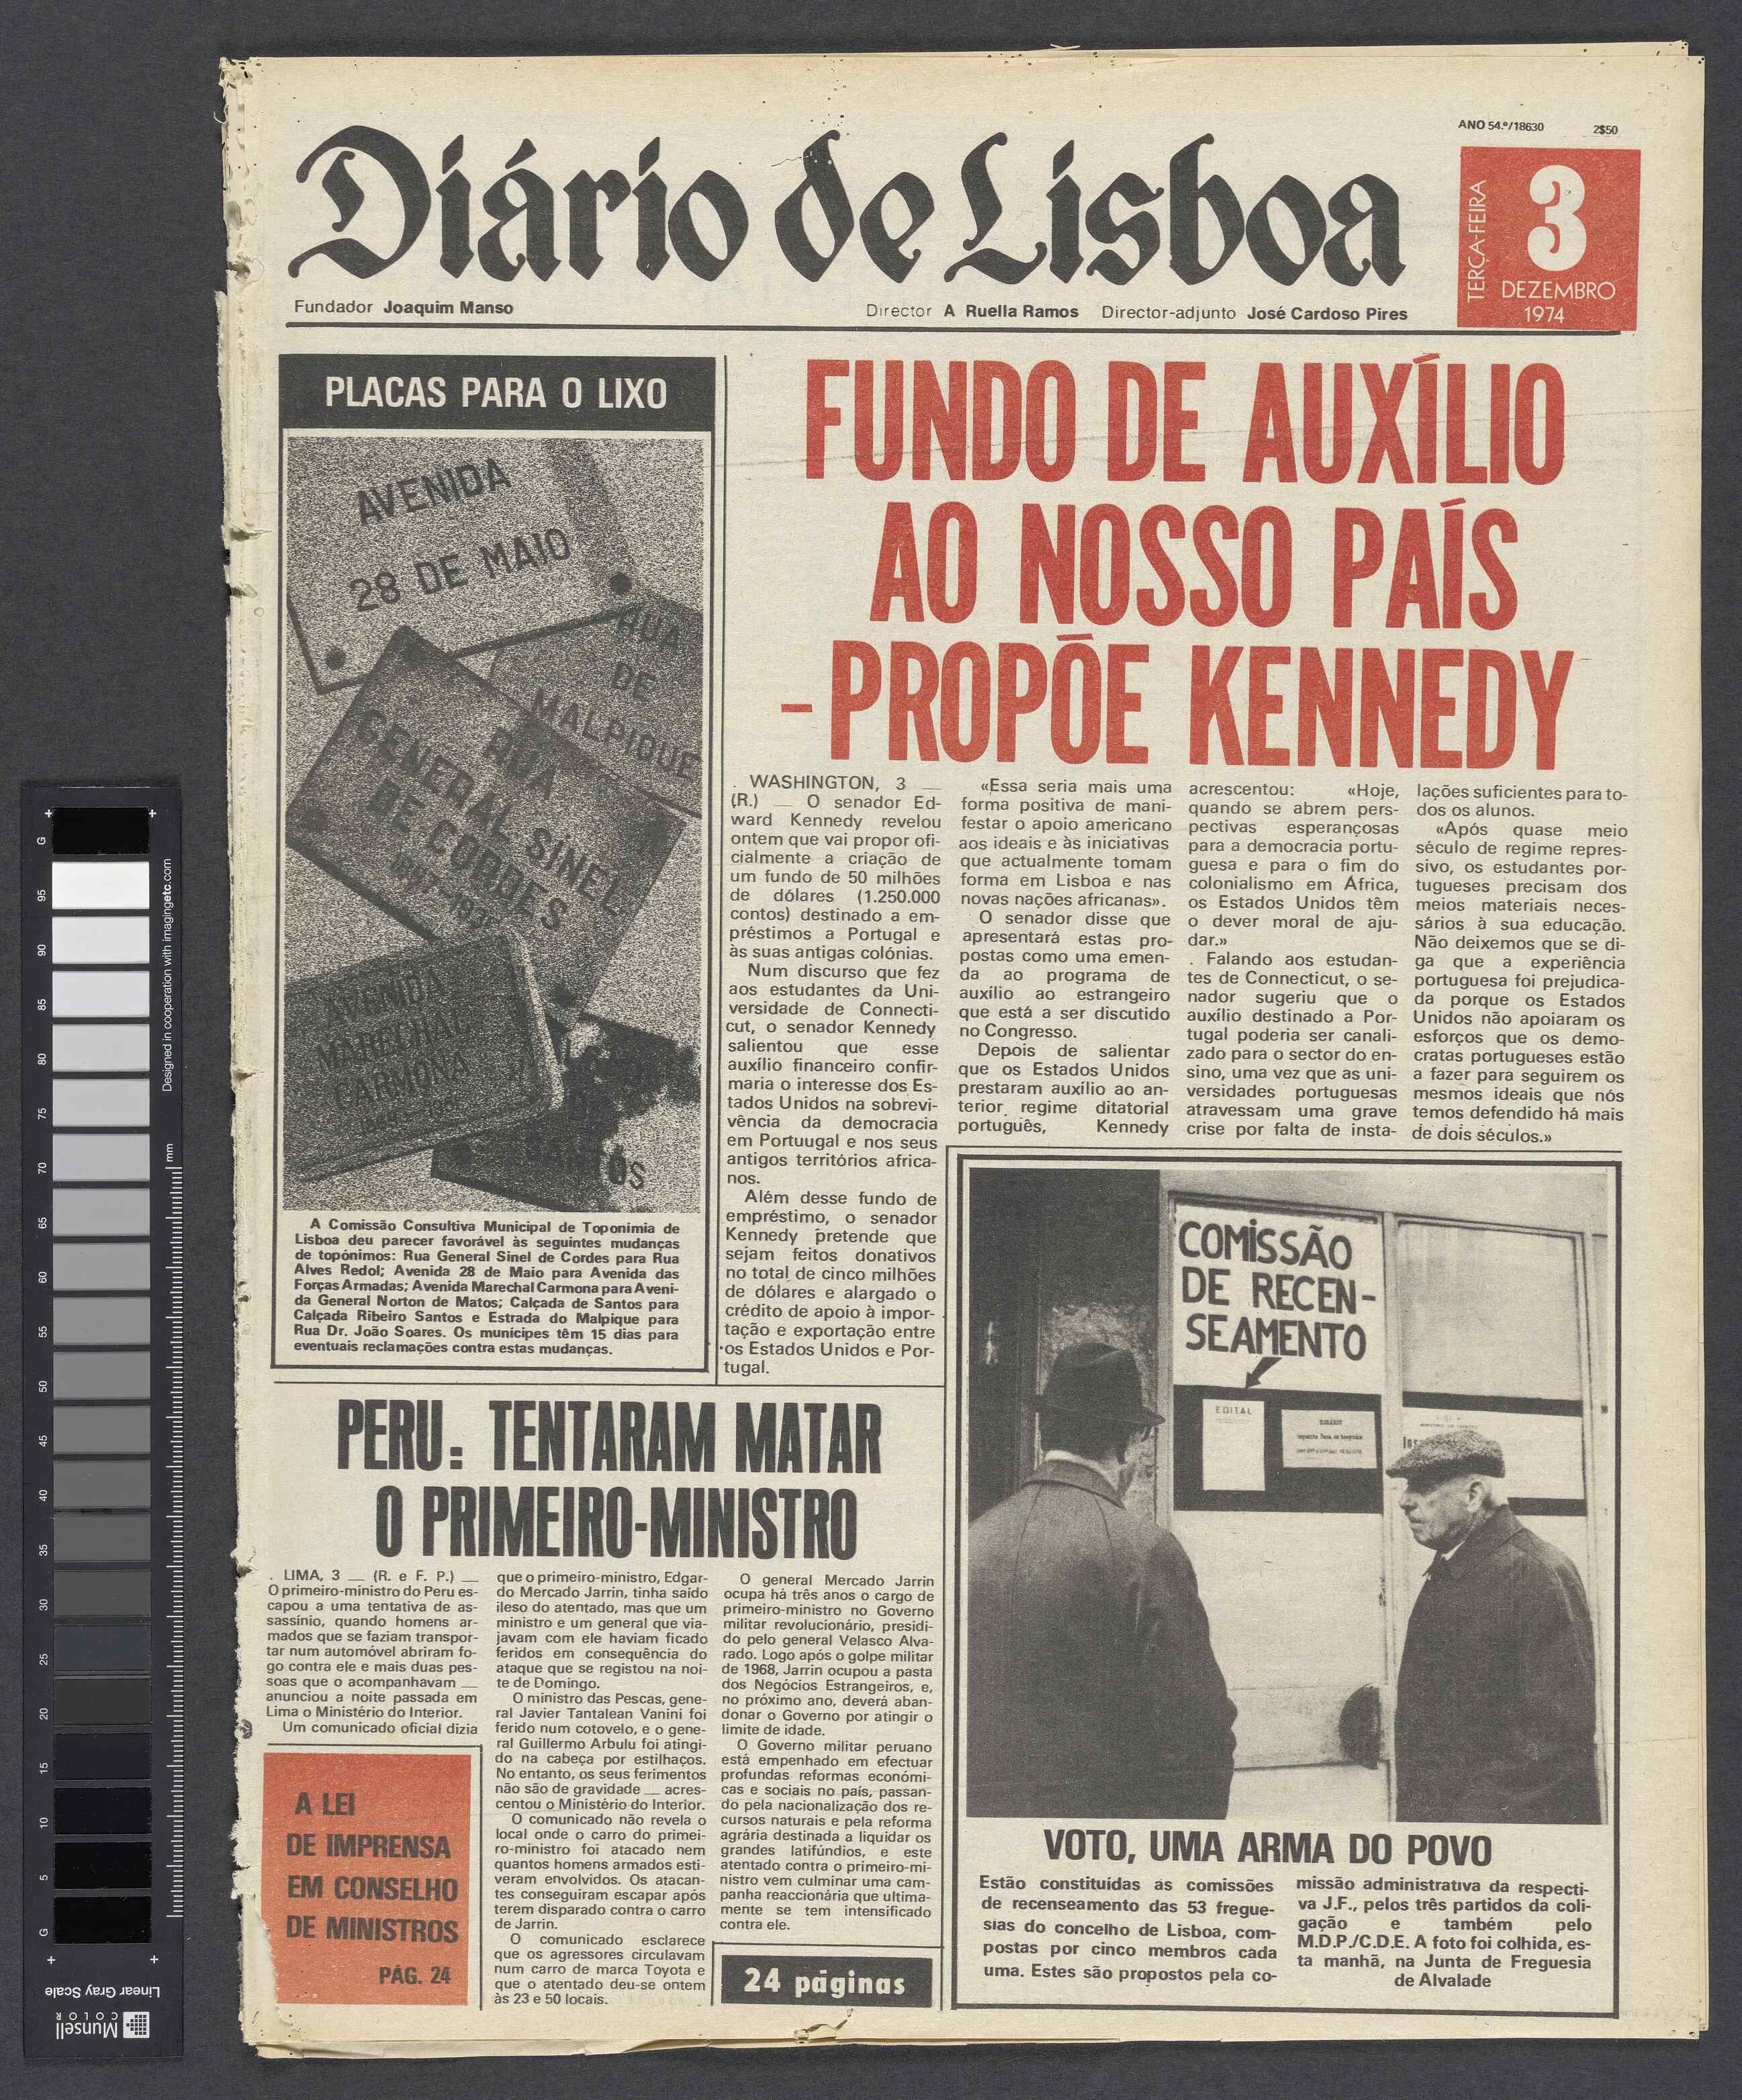 ANO 54.º/18630 2$50
Diário de Lisboa
TERÇA-FEIRA
3
DEZEMBRO
1974
Fundador Joaquim Manso
Director A Ruella Ramos Director-adjunto José Cardoso Pires
PLACAS PARA O LIXO
AVENIDA
28 DE MAIO
RUA
DE
MALPIQUE
RUA
GENERAL SINEL
DE CORDES
AVENIDA
MARECHAL
CARMONA
A Comissão Consultiva Municipal de Toponimia de
Lisboa deu parecer favorável às seguintes mudanças
de topónimos: Rua General Sinel de Cordes para Rua
Alves Redol; Avenida 28 de Maio para Avenida das
Forças Armadas; Avenida Marechal Carmona para Aveni-
da General Norton de Matos; Calçada de Santos para
Calçada Ribeiro Santos e Estrada do Malpique para
Rua Dr. João Soares. Os munícipes têm 15 dias para
eventuais reclamações contra estas mudanças.
FUNDO DE AUXÍLIO
AO NOSSO PAÍS
-PROPÕE KENNEDY
. WASHINGTON, 3 —
(R.) — O senador Ed-
ward Kennedy revelou
ontem que vai propor ofi-
cialmente a criação de
um fundo de 50 milhões
de dólares (1.250.000
contos) destinado a em-
préstimos a Portugal e
às suas antigas colónias.
Num discurso que fez
aos estudantes da Uni-
versidade de Connecti-
cut, o senador Kennedy
salientou que esse
auxílio financeiro confir-
maria o interesse dos Es-
tados Unidos na sobrevi-
vência da democracia
em Portuugal e nos seus
antigos territórios africa-
nos.
Além desse fundo de
empréstimo, o senador
Kennedy pretende que
sejam feitos donativos
no total de cinco milhões
de dólares e alargado o
crédito de apoio à impor-
tação e exportação entre
os Estados Unidos e Por-
tugal.
«Essa seria mais uma
forma positiva de mani-
festar o apoio americano
aos ideais e às iniciativas
que actualmente tomam
forma em Lisboa e nas
novas nações africanas».
O senador disse que
apresentará estas pro-
postas como uma emen-
da ao programa de
auxílio ao estrangeiro
que está a ser discutido
no Congresso.
Depois de salientar
que os Estados Unidos
prestaram auxílio ao an-
terior regime ditatorial
português, Kennedy
acrescentou: «Hoje,
quando se abrem pers-
pectivas esperançosas
para a democracia portu-
guesa e para o fim do
colonialismo em África,
os Estados Unidos têm
o dever moral de aju-
dar.»
. Falando aos estudan-
tes de Connecticut, o se-
nador sugeriu que o
auxílio destinado a Por-
tugal poderia ser canali-
zado para o sector do en-
sino, uma vez que as uni-
versidades portuguesas
atravessam uma grave
crise por falta de insta-
lações suficientes para to-
dos os alunos.
«Após quase meio
século de regime repres-
sivo, os estudantes por-
tugueses precisam dos
meios materiais neces-
sários à sua educação.
Não deixemos que se di-
ga que a experiência
portuguesa foi prejudica-
da porque os Estados
Unidos não apoiaram os
esforços que os demo-
cratas portugueses estão
a fazer para seguirem os
mesmos ideais que nós
temos defendido há mais
de dois séculos.»
PERU: TENTARAM MATAR
O PRIMEIRO-MINISTRO
. LIMA, 3 — (R. e F. P.) —
O primeiro-ministro do Peru es-
capou a uma tentativa de as-
sassínio, quando homens ar-
mados que se faziam transpor-
tar num automóvel abriram fo-
go contra ele e mais duas pes-
soas que o acompanhavam —
anunciou a noite passada em
Lima o Ministério do Interior.
Um comunicado oficial dizia
que o primeiro-ministro, Edgar-
do Mercado Jarrin, tinha saído
ileso do atentado, mas que um
ministro e um general que via-
javam com ele haviam ficado
feridos em consequência do
ataque que se registou na noi-
te de Domingo.
O ministro das Pescas, gene-
ral Javier Tantalean Vanini foi
ferido num cotovelo, e o gene-
ral Guillermo Arbulu foi atingi-
do na cabeça por estilhaços.
No entanto, os seus ferimentos
não são de gravidade — acres-
centou o Ministério do Interior.
O comunicado não revela o
local onde o carro do primei-
ro-ministro foi atacado nem
quantos homens armados esti-
veram envolvidos. Os atacan-
tes conseguiram escapar após
terem disparado contra o carro
de Jarrin.
O comunicado esclarece
que os agressores circulavam
num carro de marca Toyota e
que o atentado deu-se ontem
às 23 e 50 locais.
O general Mercado Jarrin
ocupa há três anos o cargo de
primeiro-ministro no Governo
militar revolucionário, presidi-
do pelo general Velasco Alva-
rado. Logo após o golpe militar
de 1968, Jarrin ocupou a pasta
dos Negócios Estrangeiros, e,
no próximo ano, deverá aban-
donar o Governo por atingir o
limite de idade.
O Governo militar peruano
está empenhado em efectuar
profundas reformas económi-
cas e sociais no país, passan-
do pela nacionalização dos re-
cursos naturais e pela reforma
agrária destinada a liquidar os
grandes latifúndios, e este
atentado contra o primeiro-mi-
nistro vem culminar uma cam-
panha reaccionária que ultima-
mente se tem intensificado
contra ele.
A LEI
DE IMPRENSA
EM CONSELHO
DE MINISTROS
PÁG. 24
24 páginas
COMISSÃO
DE RECEN-
SEAMENTO
EDITAL
VOTO, UMA ARMA DO POVO
Estão constituídas as comissões
de recenseamento das 53 fregue-
sias do concelho de Lisboa, com-
postas por cinco membros cada
uma. Estes são propostos pela co-
missão administrativa da respecti-
va J.F., pelos três partidos da coli-
gação e também pelo
M.D.P./C.D.E. A foto foi colhida, es-
ta manhã, na Junta de Freguesia
de Alvalade
Designed in cooperation with imagingetc.com
mm
mm
G
95
90
85
80
75
70
65
60
55
50
45
40
35
30
25
20
15
10
5
G
Linear Gray Scale
Munsell
COLOR